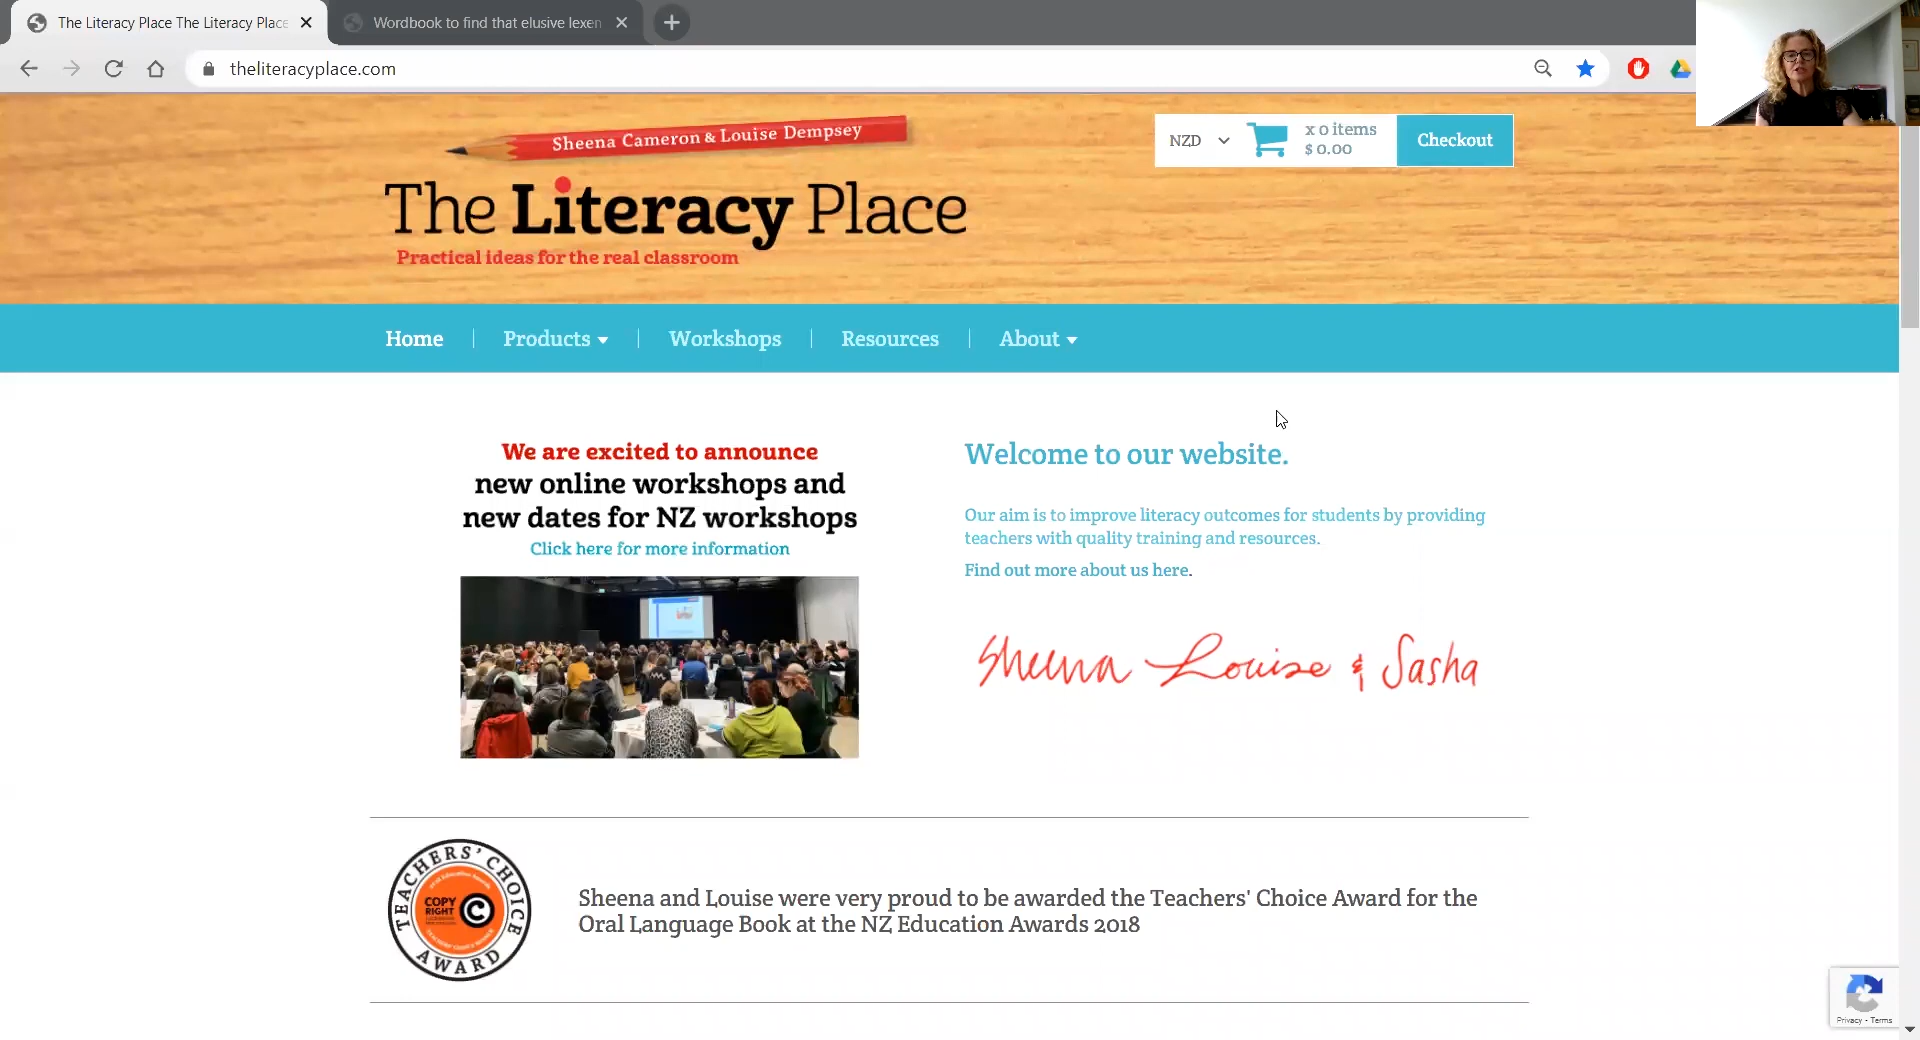 The Literacy Place The Literacy Place
Wordbook to find that elusive lexen
theliteracyplace.com
Sheena Cameron & Louise Dempsey
The Literacy Place
Practical ideas for the real classroom
NZD
x 0 items
$ 0.00
Checkout
Home
Products
Workshops
Resources
About
We are excited to announce
new online workshops and
new dates for NZ workshops
Click here for more information
Welcome to our website.
Our aim is to improve literacy outcomes for students by providing
teachers with quality training and resources.
Find out more about us here.
Sheena Louise & Sasha
TEACHERS' CHOICE
COPY
RIGHT
C
AWARD
Sheena and Louise were very proud to be awarded the Teachers' Choice Award for the
Oral Language Book at the NZ Education Awards 2018
Privacy - Terms